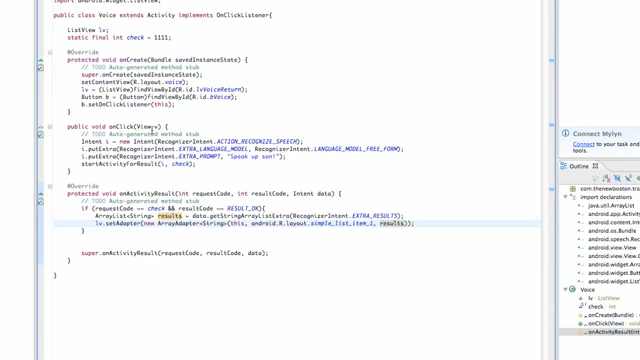 import android.widget.ListView;
public class Voice extends Activity implements OnClickListener{
ListView lv;
static final int check = 1111;
@Override
protected void onCreate(Bundle savedInstanceState) {
// TODO Auto-generated method stub
super.onCreate(savedInstanceState);
setContentView(R.layout.voice);
lv = (ListView)findViewById(R.id.lvVoiceReturn);
Button b = (Button)findViewById(R.id.bVoice);
b.setOnClickListener(this);
}
public void onClick(View v) {
// TODO Auto-generated method stub
Intent i = new Intent(RecognizerIntent.ACTION_RECOGNIZE_SPEECH);
i.putExtra(RecognizerIntent.EXTRA_LANGUAGE_MODEL, RecognizerIntent.LANGUAGE_MODEL_FREE_FORM);
i.putExtra(RecognizerIntent.EXTRA_PROMPT, "Speak up son!");
startActivityForResult(i, check);
}
@Override
protected void onActivityResult(int requestCode, int resultCode, Intent data) {
// TODO Auto-generated method stub
if (requestCode == check && resultCode == RESULT_OK){
ArrayList<String> results = data.getStringArrayListExtra(RecognizerIntent.EXTRA_RESULTS);
lv.setAdapter(new ArrayAdapter<String>(this, android.R.layout.simple_list_item_1, results));
}
super.onActivityResult(requestCode, resultCode, data);
}
}
Connect Mylyn
Connect to your task
Outline
com.thenewboston.
import declarations
java.util.ArrayList
android.app.Activi
android.content.In
android.os.Bundle
android.speech.Reco
android.view.View
android.view.View.
android.widget.Arr
android.widget.But
android.widget.List
Voice
lv : ListView
check : int
onCreate(Bundle)
onClick(View) : voi
onActivityResult(int